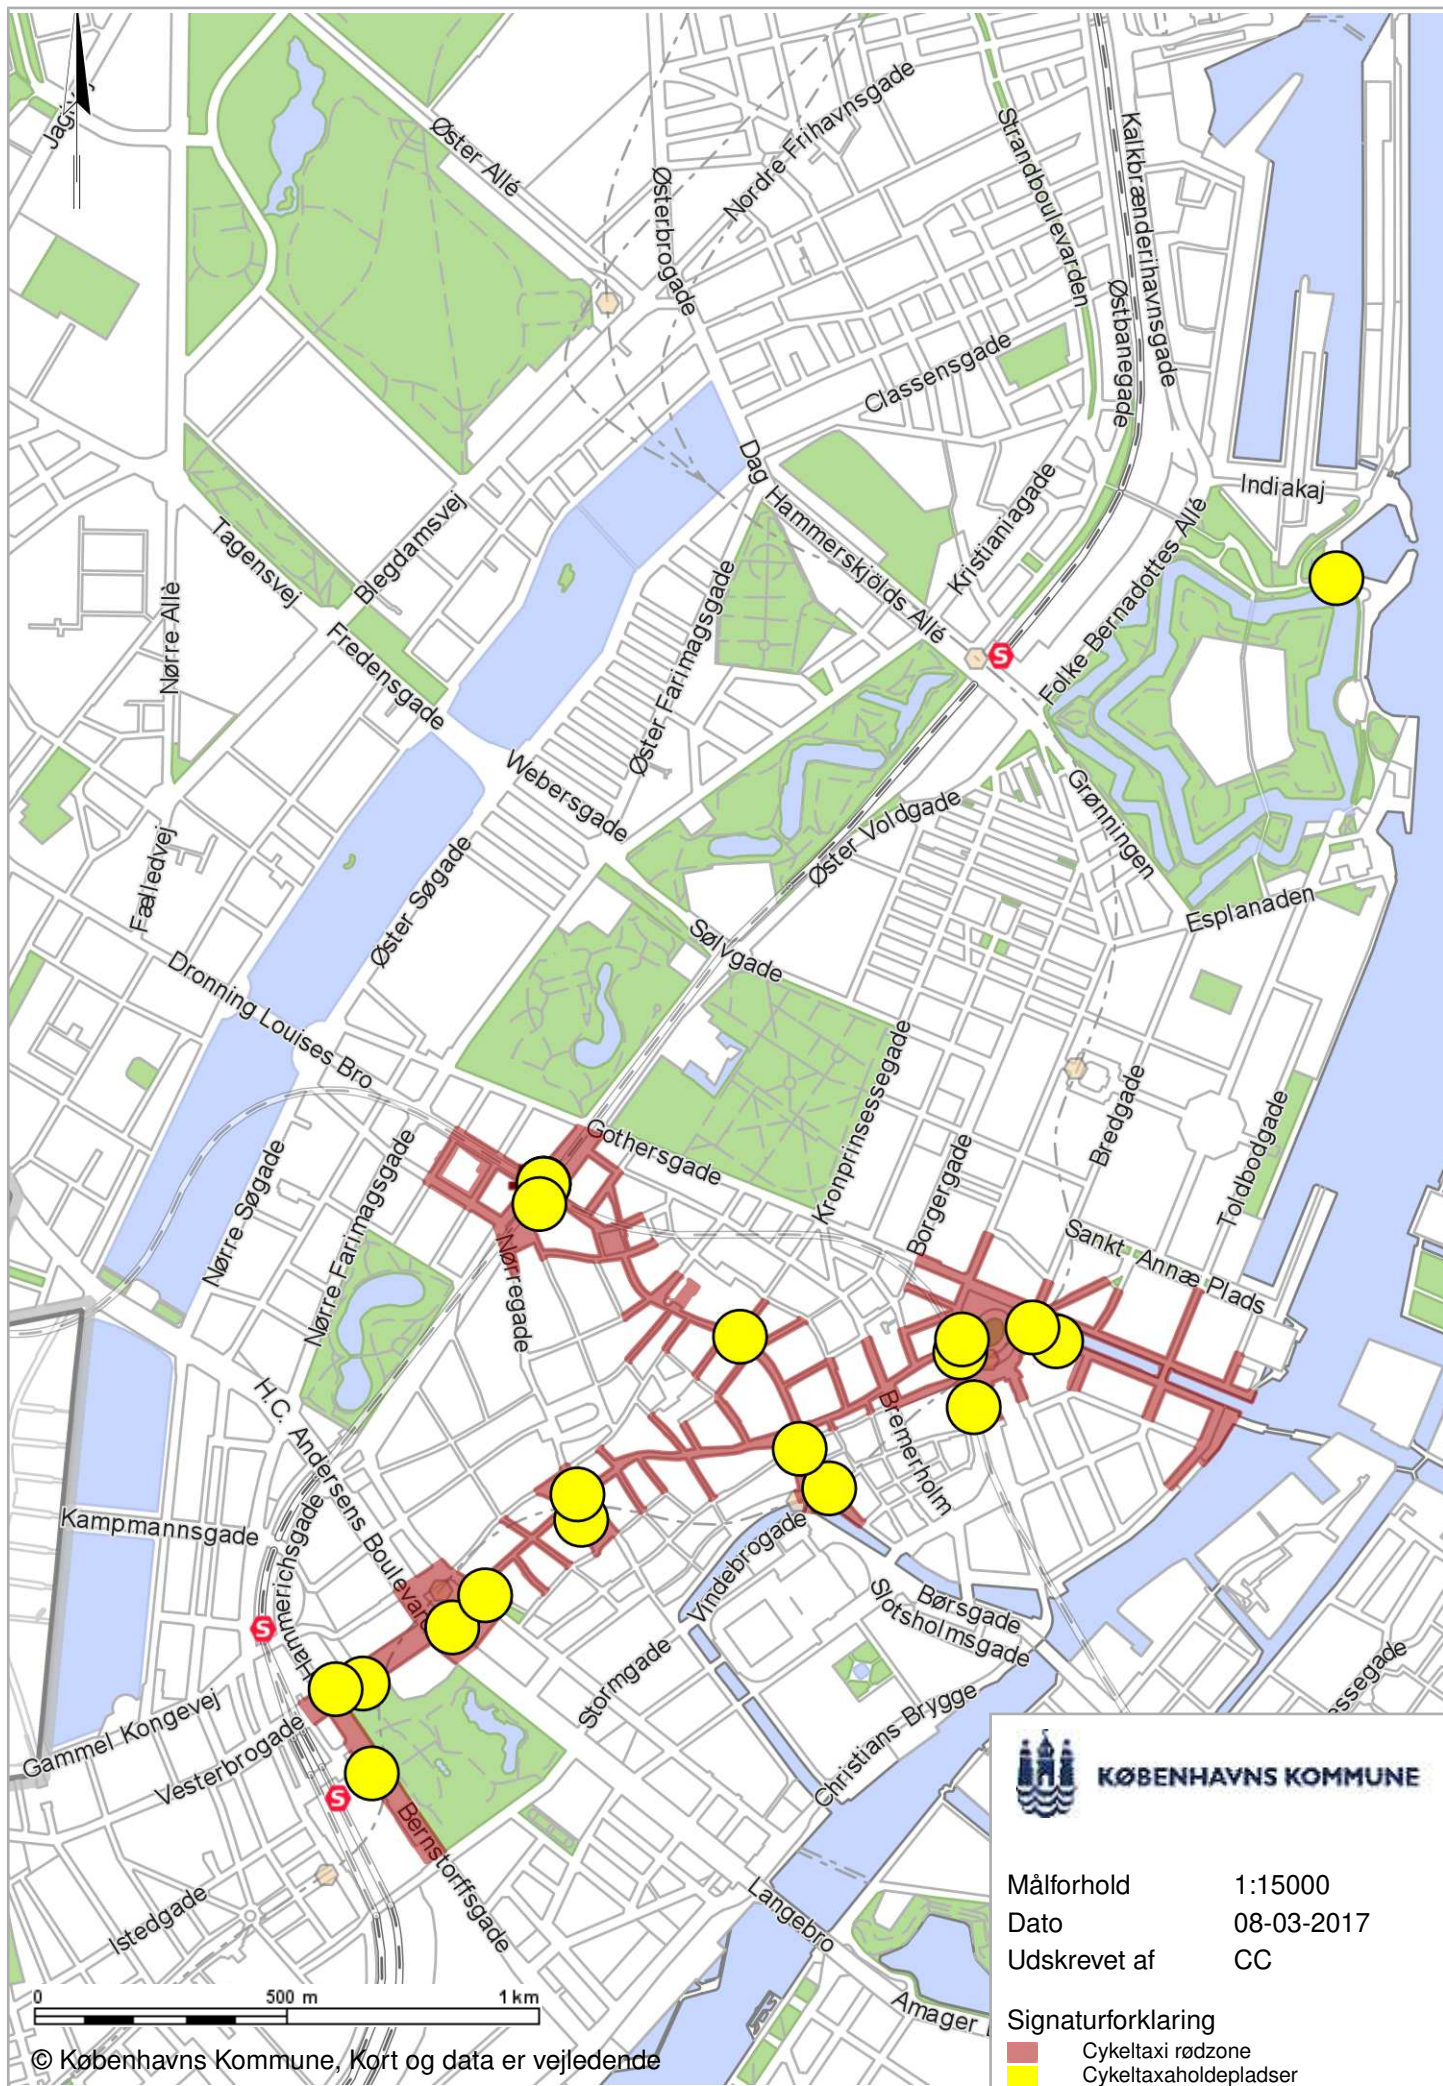 Øster Allé
Nordre Frihavnsgade
Østerbrogade
Strandboulevarden
Kalkbrænderihavnsgade
Østbanegade
Classensgade
Indiakaj
Dag Hammerskjölds Allé
Kristianiagade
Folke Bernadottes Allé
Tagensvej
Blegdamsvej
Nørre Allè
Fredensgade
Øster Farimagsgade
Webersgade
Grønningen
Øster Voldgade
Fælledvej
Øster Søgade
Esplanaden
Sølvgade
Dronning Louises Bro
Kronprinsessegade
Bredgade
Toldbodgade
Gothersgade
Borgergade
Nørre Søgade
Nørre Farimagsgade
Nørregade
Sankt Annæ Plads
H.C. Andersens Boulevard
Bremerholm
Kampmannsgade
Hammerichsgade
S
S
S
Vindebrogade
Børsgade
Slotsholmsgade
Stormgade
Christians Brygge
Gammel Kongevej
Vesterbrogade
Bernstorffsgade
Istedgade
Langebro
Amager
KØBENHAVNS KOMMUNE
Målforhold 1:15000
Dato 08-03-2017
Udskrevet af CC
Signaturforklaring
Cykeltaxi rødzone
Cykeltaxaholdepladser
0 500 m 1 km
© Københavns Kommune, Kort og data er vejledende